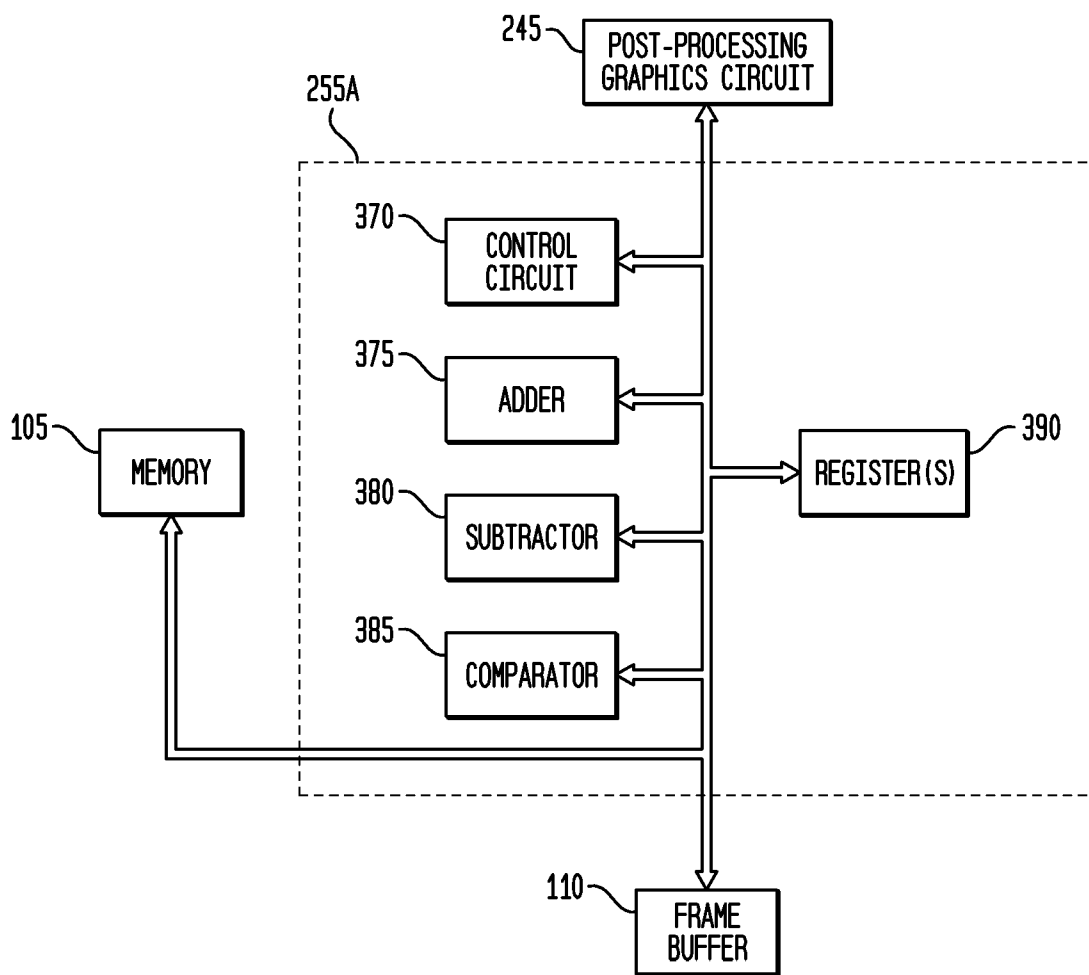 245
POST-PROCESSING
GRAPHICS CIRCUIT
255A
370
CONTROL
CIRCUIT
375
ADDER
105
MEMORY
390
REGISTER(S)
380
SUBTRACTOR
385
COMPARATOR
110
FRAME
BUFFER